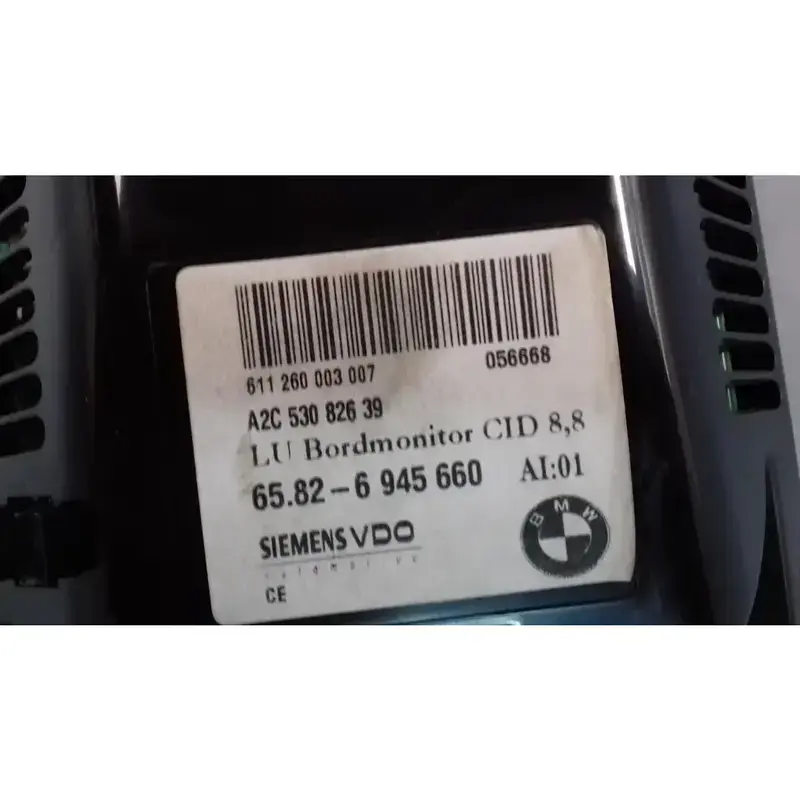 611 260 003 007 056668
A2C 530 826 39
LU Bordmonitor CID 8,8
65.82-6 945 660 AI:01
BMW
SIEMENS VDO
automotive
CE